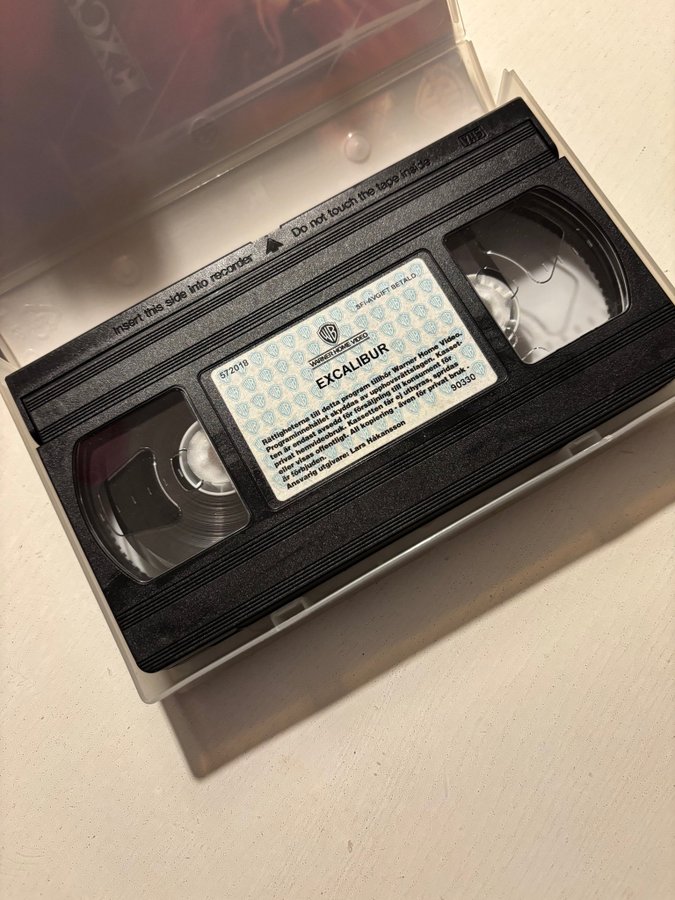 EXC
VHS
Insert this side into recorder Do not touch the tape inside
572018
SFI-AVGIFT BETALD
WB
WARNER HOME VIDEO
EXCALIBUR
Rättigheterna till detta program tillhör Warner Home Video.
Programinnehållet skyddas av upphovsrättslagen. Kasset-
ten är endast avsedd för försäljning till konsument för
privat hemvideobruk. Kassetten får ej uthyras, spridas
eller visas offentligt. All kopiering - även för privat bruk -
är förbjuden.
Ansvarig utgivare: Lars Håkansson
90330